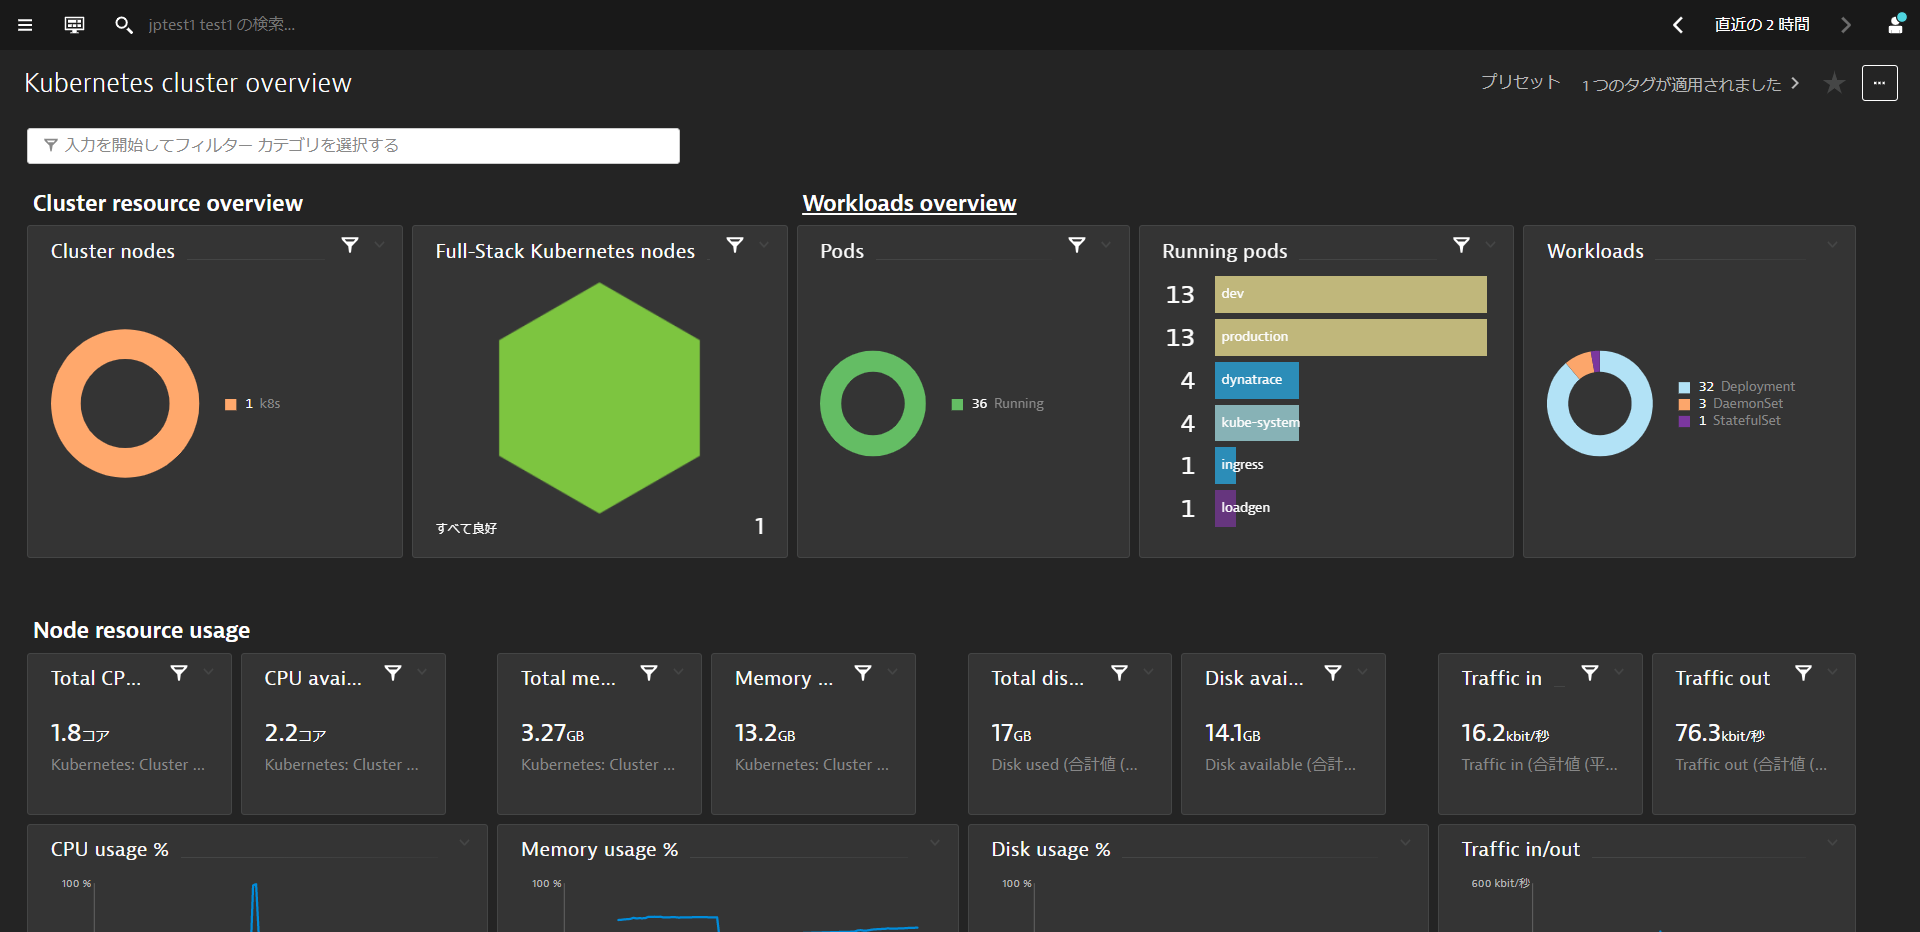 jptest1 test1 の検索...
直近の 2 時間
Kubernetes cluster overview
プリセット
1 つのタグが適用されました
入力を開始してフィルター カテゴリを選択する
Cluster resource overview
Workloads overview
Cluster nodes
1 k8s
Full-Stack Kubernetes nodes
すべて良好
1
Pods
36 Running
Running pods
13 dev
13 production
4 dynatrace
4 kube-system
1 ingress
1 loadgen
Workloads
32 Deployment
3 DaemonSet
1 StatefulSet
Node resource usage
Total CP...
1.8コア
Kubernetes: Cluster ...
CPU avai...
2.2コア
Kubernetes: Cluster ...
Total me...
3.27GB
Kubernetes: Cluster ...
Memory ...
13.2GB
Kubernetes: Cluster ...
Total dis...
17GB
Disk used (合計値 (...
Disk avai...
14.1GB
Disk available (合計...
Traffic in
16.2kbit/秒
Traffic in (合計値 (平...
Traffic out
76.3kbit/秒
Traffic out (合計値 (...
CPU usage %
100 %
Memory usage %
100 %
Disk usage %
100 %
Traffic in/out
600 kbit/秒